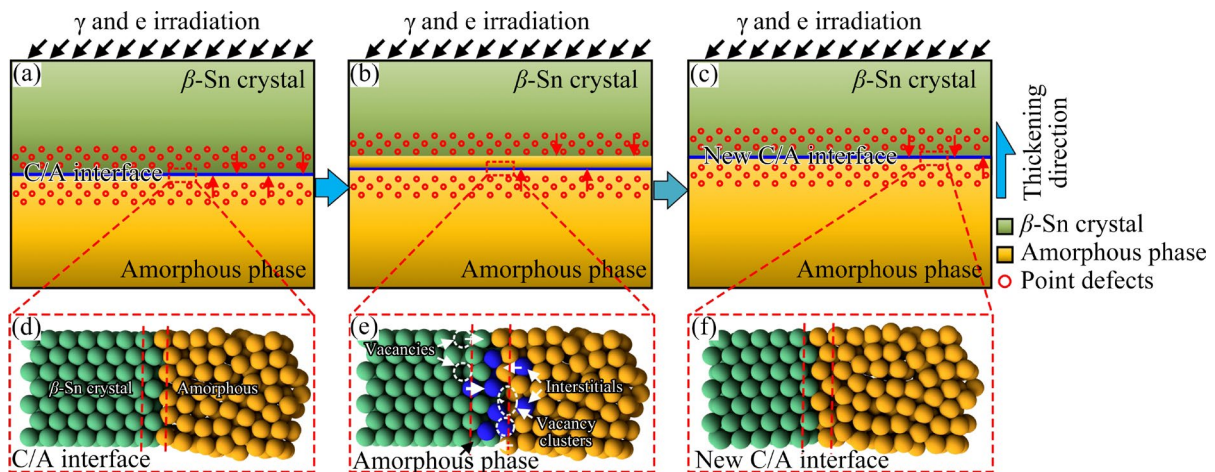 γ and e irradiation
γ and e irradiation
γ and e irradiation
(a)
β-Sn crystal
C/A interface
Amorphous phase
(b)
β-Sn crystal
Amorphous phase
(c)
β-Sn crystal
New C/A interface
Amorphous phase
Thickening
direction
β-Sn crystal
Amorphous phase
Point defects
(d)
β-Sn crystal
Amorphous
C/A interface
(e)
Vacancies
Interstitials
Vacancy
clusters
Amorphous phase
(f)
New C/A interface